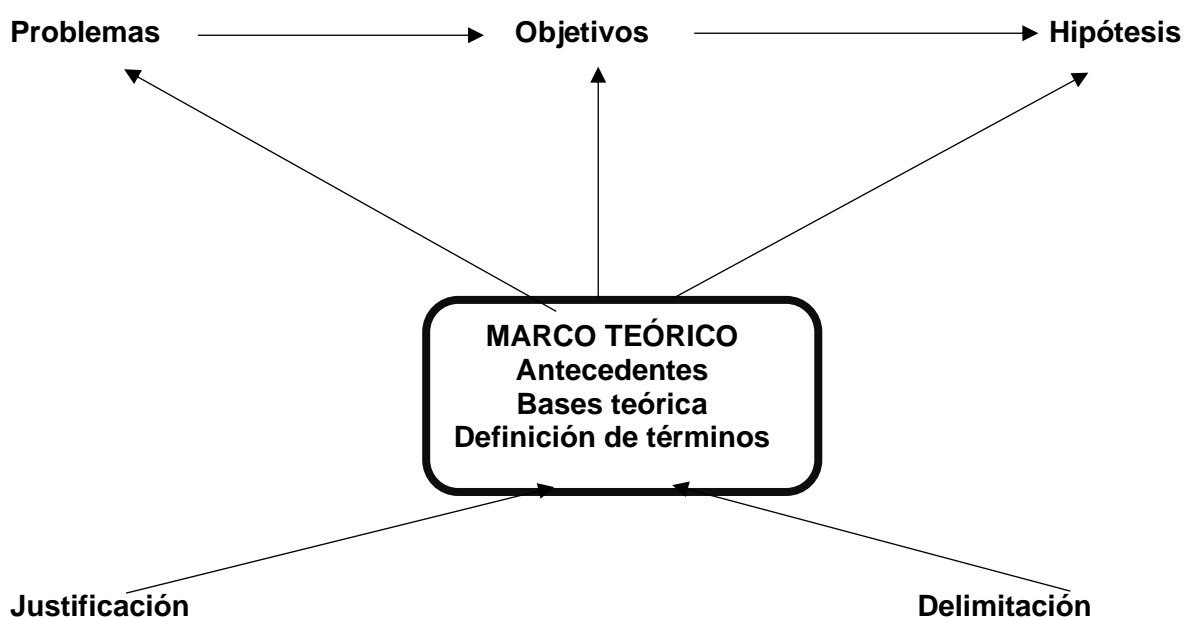 Problemas Objetivos Hipótesis
MARCO TEÓRICO
Antecedentes
Bases teórica
Definición de términos
Justificación Delimitación